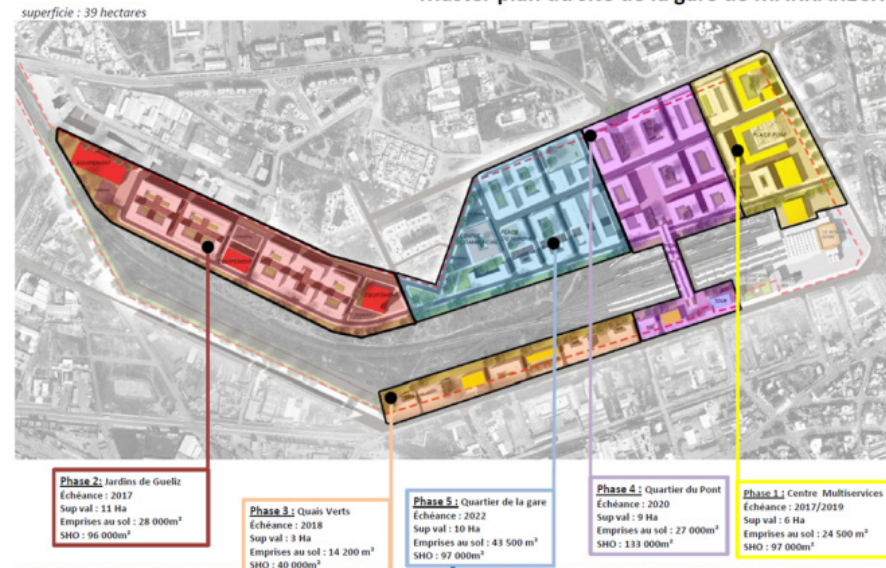 superficie : 39 hectares
EQUIPEMENT
TOUR
Phase 2: Jardins de Gueliz
Échéance : 2017
Sup val : 11 Ha
Emprises au sol : 28 000m²
SHO : 96 000m²
Phase 3 : Quais Verts
Échéance : 2018
Sup val : 3 Ha
Emprises au sol : 14 200 m²
SHO : 40 000m²
Phase 5 : Quartier de la gare
Échéance : 2022
Sup val : 10 Ha
Emprises au sol : 43 500 m²
SHO : 97 000m²
Phase 4 : Quartier du Pont
Échéance : 2020
Sup val : 9 Ha
Emprises au sol : 27 000m²
SHO : 133 000m²
Phase 1 : Centre Multiservices
Échéance : 2017/2019
Sup val : 6 Ha
Emprises au sol : 24 500 m²
SHO : 97 000m²